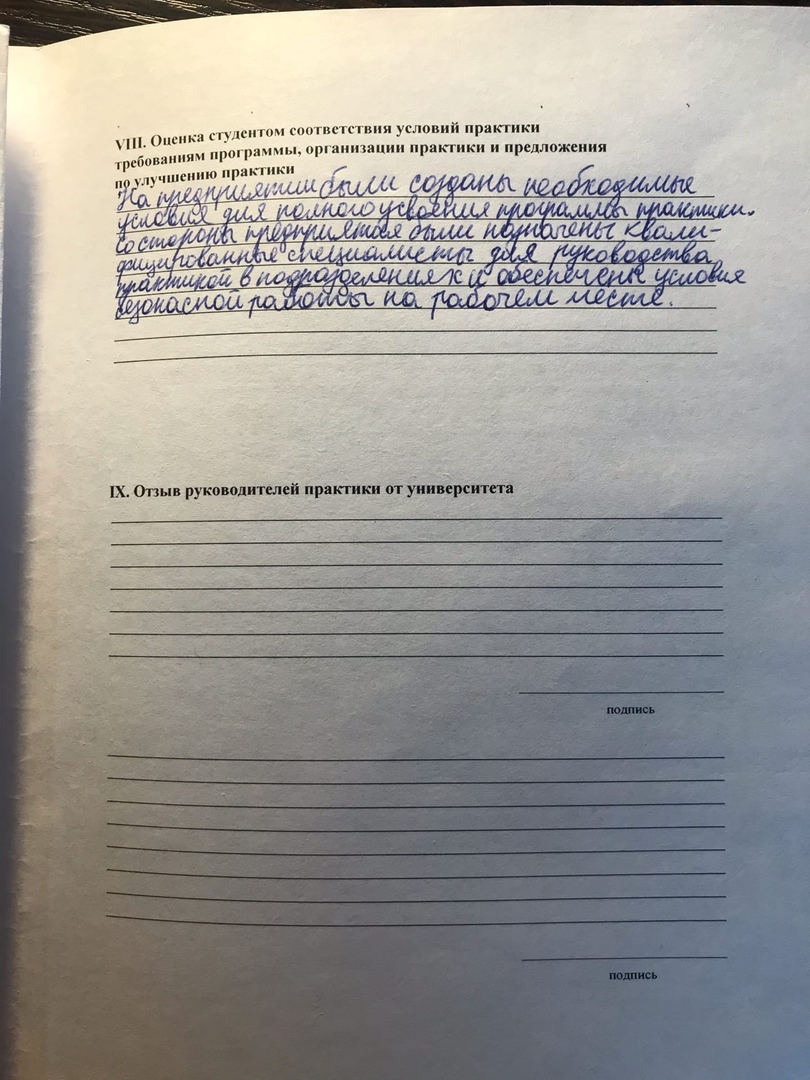 VIII. Оценка студентом соответствия условий практики
требованиям программы, организации практики и предложения
по улучшению практики
На предприятии были созданы необходимые
условия для полного усвоения программы практики.
Со стороны предприятия были назначены квали-
фицированные специалисты для руководства
практикой в подразделениях и обеспечены условия
безопасной работы на рабочем месте.
IX. Отзыв руководителей практики от университета
подпись
подпись